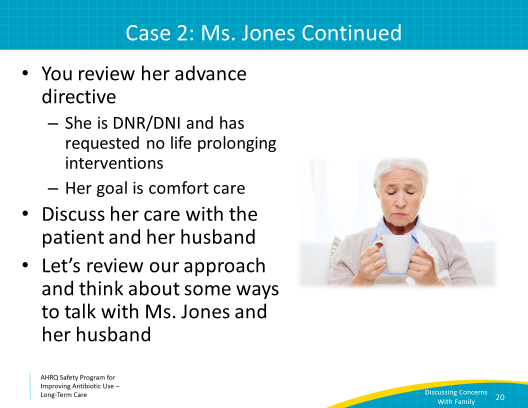 Case 2: Ms. Jones Continued
• You review her advance
directive
– She is DNR/DNI and has
requested no life prolonging
interventions
– Her goal is comfort care
• Discuss her care with the
patient and her husband
• Let's review our approach
and think about some ways
to talk with Ms. Jones and
her husband
AHRQ Safety Program for
Improving Antibiotic Use –
Long-Term Care
Discussing Concerns
With Family
20